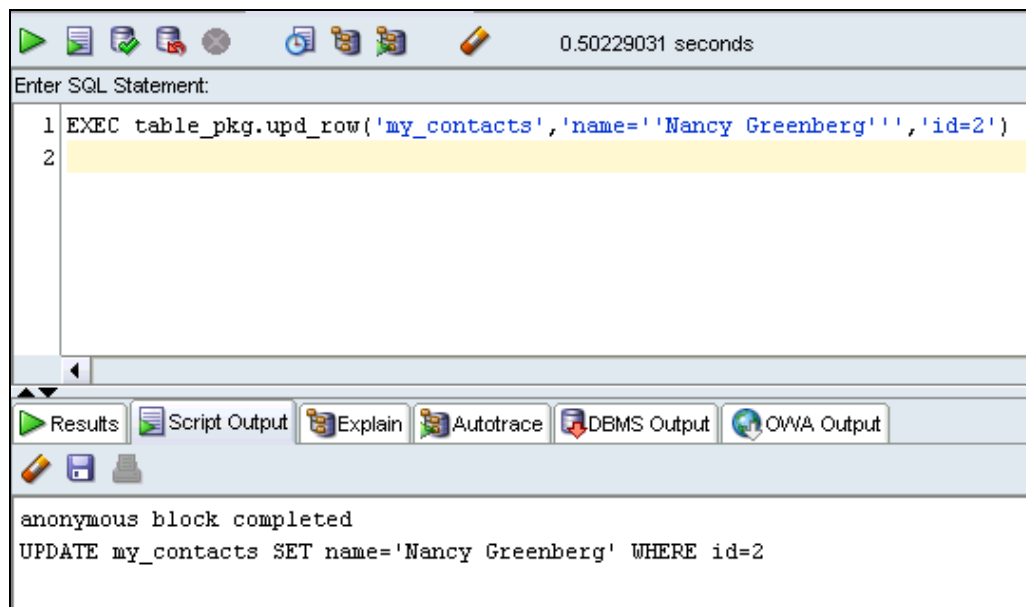 0.50229031 seconds
Enter SQL Statement:
1 EXEC table_pkg.upd_row('my_contacts','name=''Nancy Greenberg''','id=2')
2
Results Script Output Explain Autotrace DBMS Output OWA Output
anonymous block completed
UPDATE my_contacts SET name='Nancy Greenberg' WHERE id=2